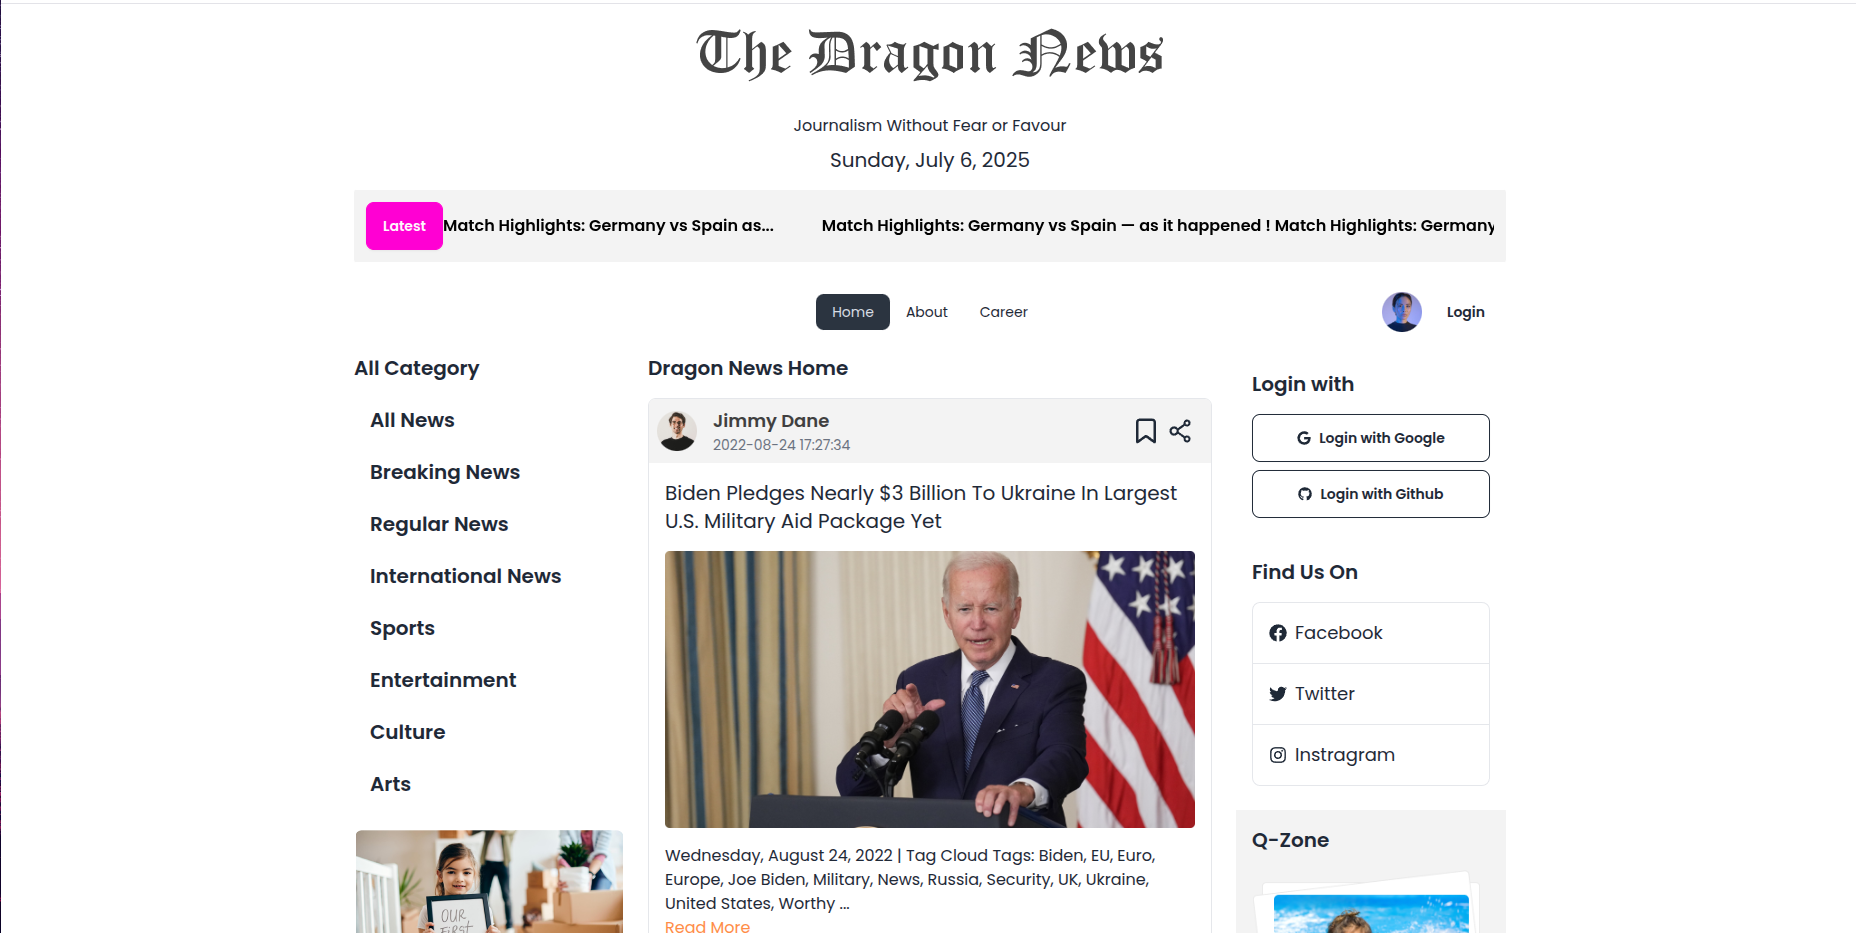 The Dragon News
Journalism Without Fear or Favour
Sunday, July 6, 2025
Latest
Match Highlights: Germany vs Spain as...
Match Highlights: Germany vs Spain — as it happened ! Match Highlights: Germany
Home
About
Career
Login
All Category
All News
Breaking News
Regular News
International News
Sports
Entertainment
Culture
Arts
OUR
First
Dragon News Home
Jimmy Dane
2022-08-24 17:27:34
Biden Pledges Nearly $3 Billion To Ukraine In Largest
U.S. Military Aid Package Yet
Wednesday, August 24, 2022 | Tag Cloud Tags: Biden, EU, Euro,
Europe, Joe Biden, Military, News, Russia, Security, UK, Ukraine,
United States, Worthy ...
Read More
Login with
Login with Google
Login with Github
Find Us On
Facebook
Twitter
Instragram
Q-Zone